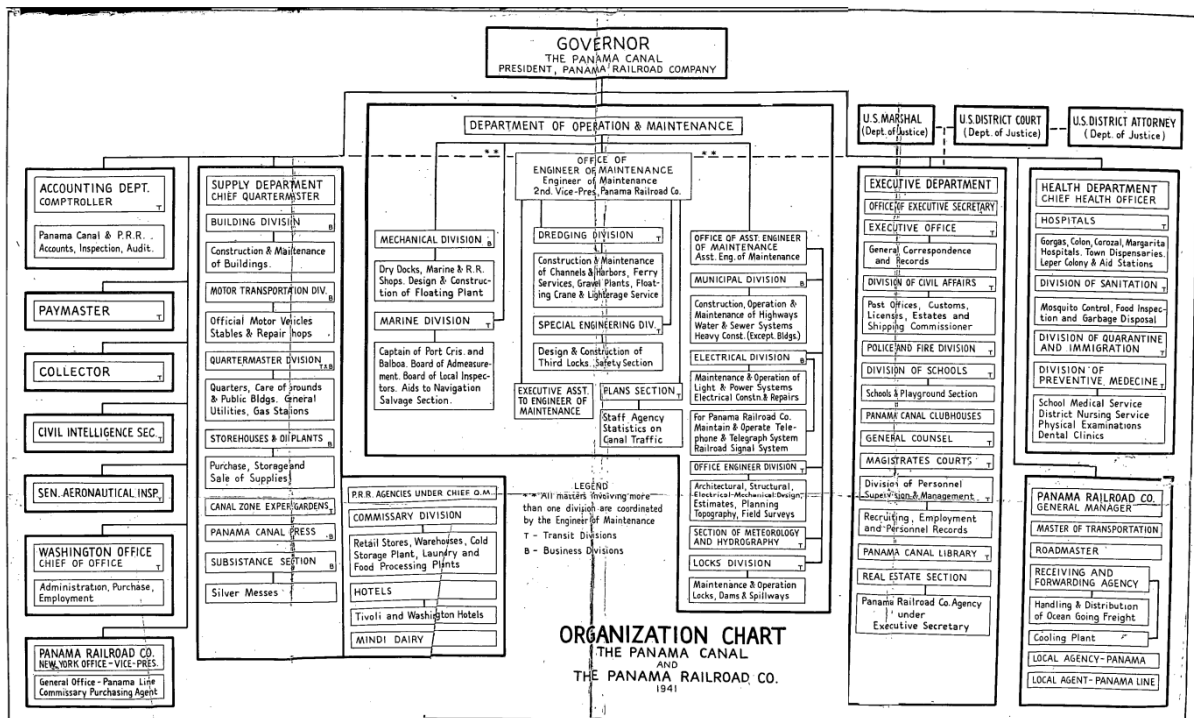 GOVERNOR
THE PANAMA CANAL
PRESIDENT, PANAMA RAILROAD COMPANY
U.S. MARSHAL
(Dept. of Justice)
U.S. DISTRICT COURT
(Dept. of Justice)
U.S. DISTRICT ATTORNEY
(Dept. of Justice)
DEPARTMENT OF OPERATION & MAINTENANCE
**
**
ACCOUNTING DEPT.
COMPTROLLER
T
Panama Canal & P.R.R.
Accounts, Inspection, Audit.
PAYMASTER
T
COLLECTOR
T
CIVIL INTELLIGENCE SEC.
T
SEN. AERONAUTICAL INSP.
T
WASHINGTON OFFICE
CHIEF OF OFFICE
T
Administration, Purchase,
Employment
PANAMA RAILROAD CO.
NEW YORK OFFICE - VICE-PRES.
General Office - Panama Line
Commissary Purchasing Agent
SUPPLY DEPARTMENT
CHIEF QUARTERMASTER
BUILDING DIVISION
B
Construction & Maintenance
of Buildings.
MOTOR TRANSPORTATION DIV.
B
Official Motor Vehicles
Stables & Repair Shops
QUARTERMASTER DIVISION
T&B
Quarters, Care of Grounds
& Public Bldgs. General
Utilities, Gas Stations
STOREHOUSES & OIL PLANTS
B
Purchase, Storage and
Sale of Supplies
CANAL ZONE EXPER. GARDENS
B
PANAMA CANAL PRESS
B
SUBSISTANCE SECTION
B
Silver Messes
P.R.R. AGENCIES UNDER CHIEF Q.M.
COMMISSARY DIVISION
Retail Stores, Warehouses, Cold
Storage Plant, Laundry and
Food Processing Plants
HOTELS
Tivoli and Washington Hotels
MINDI DAIRY
MECHANICAL DIVISION
B
Dry Docks, Marine & R.R.
Shops. Design & Construc-
tion of Floating Plant
MARINE DIVISION
T
Captain of Port Cris. and
Balboa. Board of Admeasure-
ment. Board of Local Inspec-
tors. Aids to Navigation
Salvage Section.
OFFICE OF
ENGINEER OF MAINTENANCE
Engineer of Maintenance
2nd. Vice-Pres. Panama Railroad Co.
DREDGING DIVISION
T
Construction & Maintenance
of Channels & Harbors, Ferry
Services, Gravel Plants, Float-
ing Crane & Lighterage Service
SPECIAL ENGINEERING DIV.
T
Design & Construction of
Third Locks. Safety Section
EXECUTIVE ASST.
TO ENGINEER OF
MAINTENANCE
PLANS SECTION
T
Staff Agency
Statistics on
Canal Traffic
OFFICE OF ASST. ENGINEER
OF MAINTENANCE
Asst. Eng. of Maintenance
MUNICIPAL DIVISION
B
Construction, Operation &
Maintenance of Highways
Water & Sewer Systems
Heavy Const. (Except. Bldgs.)
ELECTRICAL DIVISION
B
Maintenance & Operation of
Light & Power Systems
Electrical Constn. & Repairs
For Panama Railroad Co.
Maintain & Operate Tele-
phone & Telegraph System
Railroad Signal System
OFFICE ENGINEER DIVISION
T
Architectural, Structural,
Electrical-Mechanical Design,
Estimates, Planning
Topography, Field Surveys
SECTION OF METEOROLOGY
AND HYDROGRAPHY
T
LOCKS DIVISION
T
Maintenance & Operation
Locks, Dams & Spillways
LEGEND
** All matters involving more
than one division are coordinated
by the Engineer of Maintenance
T - Transit Divisions
B - Business Divisions
EXECUTIVE DEPARTMENT
OFFICE OF EXECUTIVE SECRETARY
EXECUTIVE OFFICE
T
General Correspondence
and Records
DIVISION OF CIVIL AFFAIRS
T
Post Offices, Customs,
Licenses, Estates and
Shipping Commissioner
POLICE AND FIRE DIVISION
T
DIVISION OF SCHOOLS
T
Schools & Playground Section
PANAMA CANAL CLUBHOUSES
GENERAL COUNSEL
T
MAGISTRATES COURTS
T
Division of Personnel
Supervision & Management
T
Recruiting, Employment
and Personnel Records
PANAMA CANAL LIBRARY
T
REAL ESTATE SECTION
Panama Railroad Co. Agency
under
Executive Secretary
HEALTH DEPARTMENT
CHIEF HEALTH OFFICER
HOSPITALS
T
Gorgas, Colon, Corozal, Margarita
Hospitals. Town Dispensaries.
Leper Colony & Aid Stations
DIVISION OF SANITATION
T
Mosquito Control, Food Inspec-
tion and Garbage Disposal
DIVISION OF QUARANTINE
AND IMMIGRATION
T
DIVISION OF
PREVENTIVE MEDECINE
T
School Medical Service
District Nursing Service
Physical Examinations
Dental Clinics
PANAMA RAILROAD CO.
GENERAL MANAGER
MASTER OF TRANSPORTATION
ROADMASTER
RECEIVING AND
FORWARDING AGENCY
Handling & Distribution
of Ocean Going Freight
Cooling Plant
LOCAL AGENCY-PANAMA
LOCAL AGENT-PANAMA LINE
ORGANIZATION CHART
THE PANAMA CANAL
AND
THE PANAMA RAILROAD CO.
1941